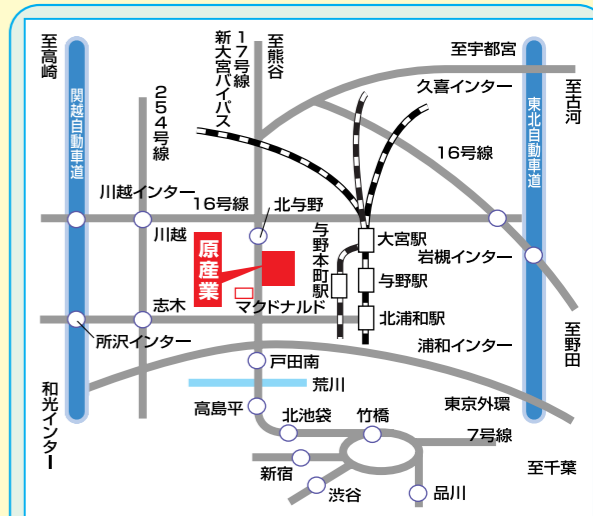 至高崎
関越自動車道
254号線
17号線
新大宮バイパス
至熊谷
至宇都宮
久喜インター
至古河
東北自動車道
16号線
川越インター
16号線
北与野
川越
与野本町駅
大宮駅
岩槻インター
原産業
与野駅
志木
マクドナルド
北浦和駅
所沢インター
浦和インター
至野田
戸田南
荒川
和光インター
高島平
東京外環
北池袋
竹橋
7号線
新宿
至千葉
渋谷
品川